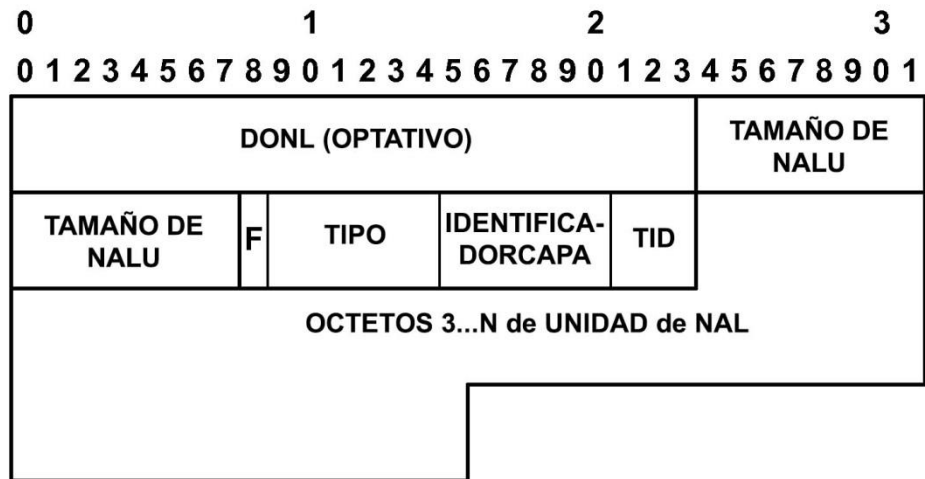 0 1 2 3
0 1 2 3 4 5 6 7 8 9 0 1 2 3 4 5 6 7 8 9 0 1 2 3 4 5 6 7 8 9 0 1
DONL (OPTATIVO)
TAMAÑO DE
NALU
TAMAÑO DE
NALU
F
TIPO
IDENTIFICA-
DORCAPA
TID
OCTETOS 3...N de UNIDAD de NAL